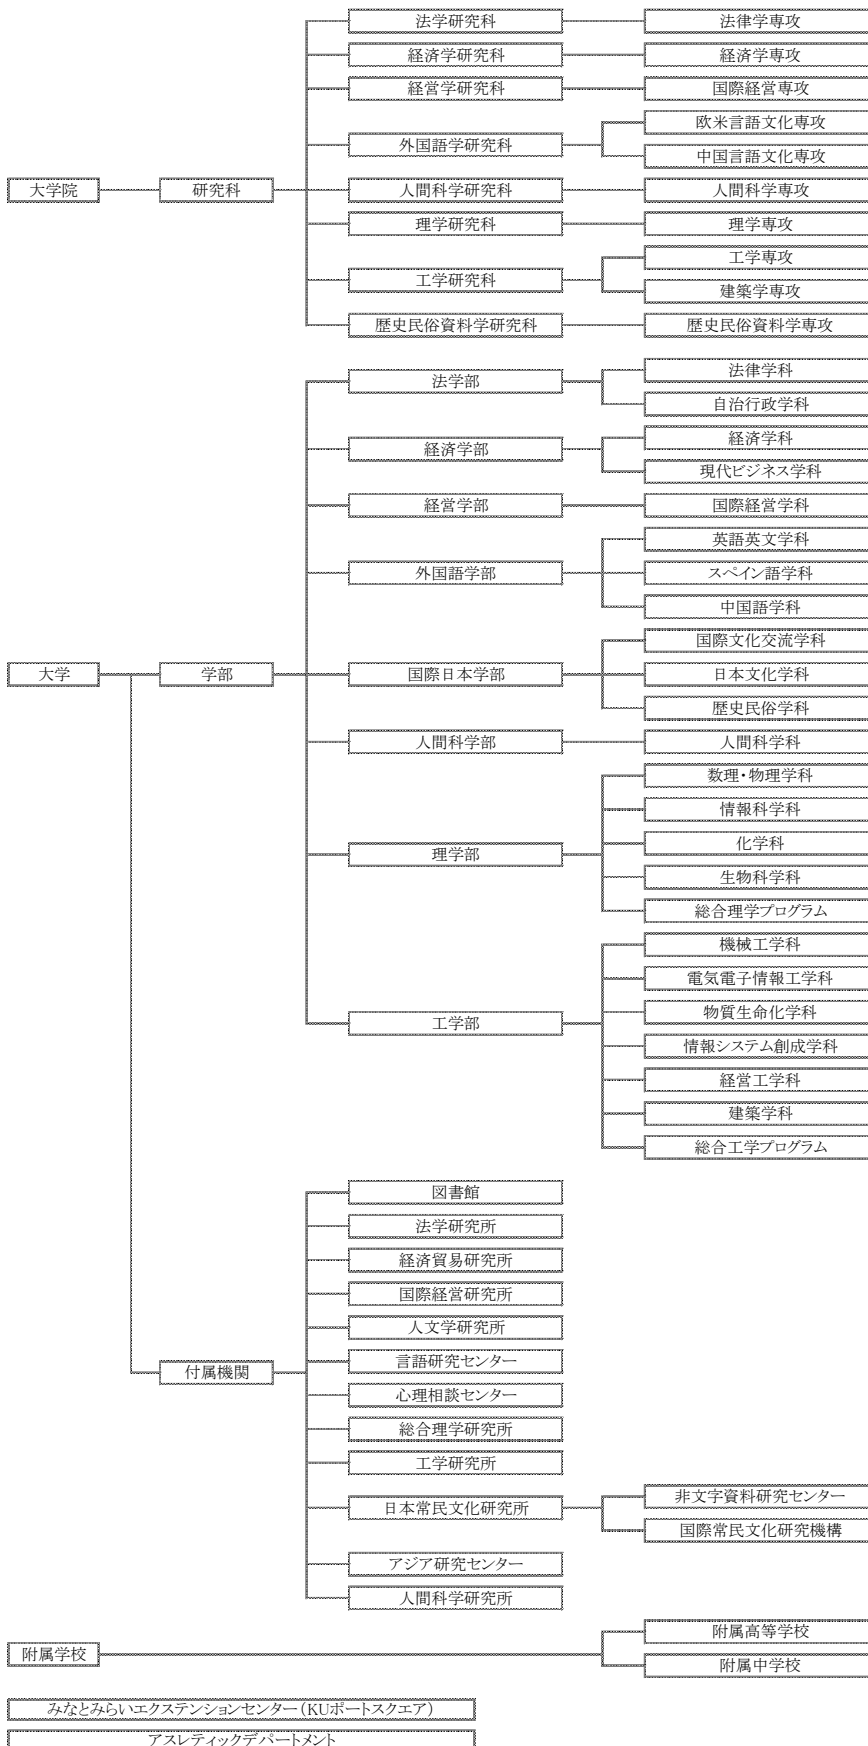 大学院
研究科
法学研究科
法律学専攻
経済学研究科
経済学専攻
経営学研究科
国際経営専攻
外国語学研究科
欧米言語文化専攻
中国言語文化専攻
人間科学研究科
人間科学専攻
理学研究科
理学専攻
工学研究科
工学専攻
建築学専攻
歴史民俗資料学研究科
歴史民俗資料学専攻
大学
学部
法学部
法律学科
自治行政学科
経済学部
経済学科
現代ビジネス学科
経営学部
国際経営学科
外国語学部
英語英文学科
スペイン語学科
中国語学科
国際日本学部
国際文化交流学科
日本文化学科
歴史民俗学科
人間科学部
人間科学科
理学部
数理・物理学科
情報科学科
化学科
生物科学科
総合理学プログラム
工学部
機械工学科
電気電子情報工学科
物質生命化学科
情報システム創成学科
経営工学科
建築学科
総合工学プログラム
付属機関
図書館
法学研究所
経済貿易研究所
国際経営研究所
人文学研究所
言語研究センター
心理相談センター
総合理学研究所
工学研究所
日本常民文化研究所
非文字資料研究センター
国際常民文化研究機構
アジア研究センター
人間科学研究所
附属学校
附属高等学校
附属中学校
みなとみらいエクステンションセンター（KUポートスクエア）
アスレティックデパートメント